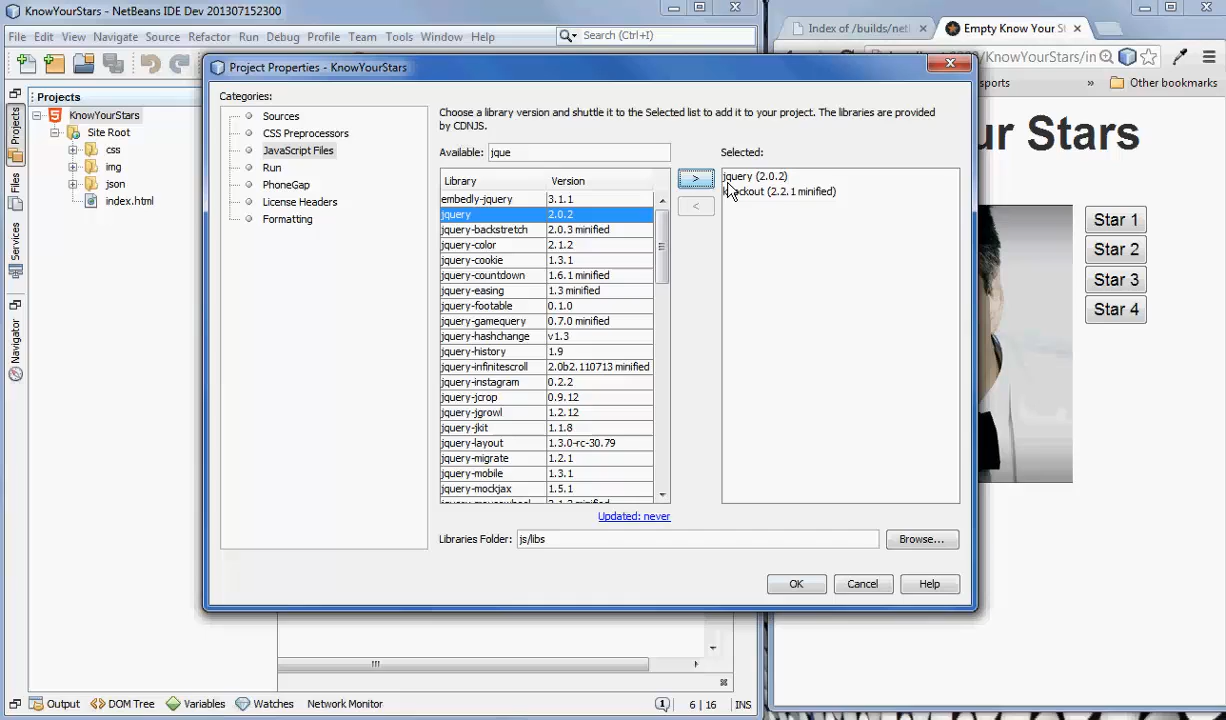 KnowYourStars - NetBeans IDE Dev 201307152300
File Edit View Navigate Source Refactor Run Debug Profile Team Tools Window Help
Search (Ctrl+I)
Index of /builds/net
Empty Know Your S
/KnowYourStars/in
sports
»
Other bookmarks
Projects
KnowYourStars
Site Root
css
img
json
index.html
Projects
Files
Services
Navigator
Project Properties - KnowYourStars
Categories:
Sources
CSS Preprocessors
JavaScript Files
Run
PhoneGap
License Headers
Formatting
Choose a library version and shuttle it to the Selected list to add it to your project. The libraries are provided
by CDNJS.
Available: jque
Selected:
Library Version
embedly-jquery 3.1.1
jquery 2.0.2
jquery-backstretch 2.0.3 minified
jquery-color 2.1.2
jquery-cookie 1.3.1
jquery-countdown 1.6.1 minified
jquery-easing 1.3 minified
jquery-footable 0.1.0
jquery-gamequery 0.7.0 minified
jquery-hashchange v1.3
jquery-history 1.9
jquery-infinitescroll 2.0b2.110713 minified
jquery-instagram 0.2.2
jquery-jcrop 0.9.12
jquery-jgrowl 1.2.12
jquery-jkit 1.1.8
jquery-layout 1.3.0-rc-30.79
jquery-migrate 1.2.1
jquery-mobile 1.3.1
jquery-mockjax 1.5.1
>
<
jquery (2.0.2)
knockout (2.2.1 minified)
Updated: never
Libraries Folder: js/libs
Browse...
OK
Cancel
Help
ur Stars
Star 1
Star 2
Star 3
Star 4
Output
DOM Tree
Variables
Watches
Network Monitor
1
6 | 16
INS